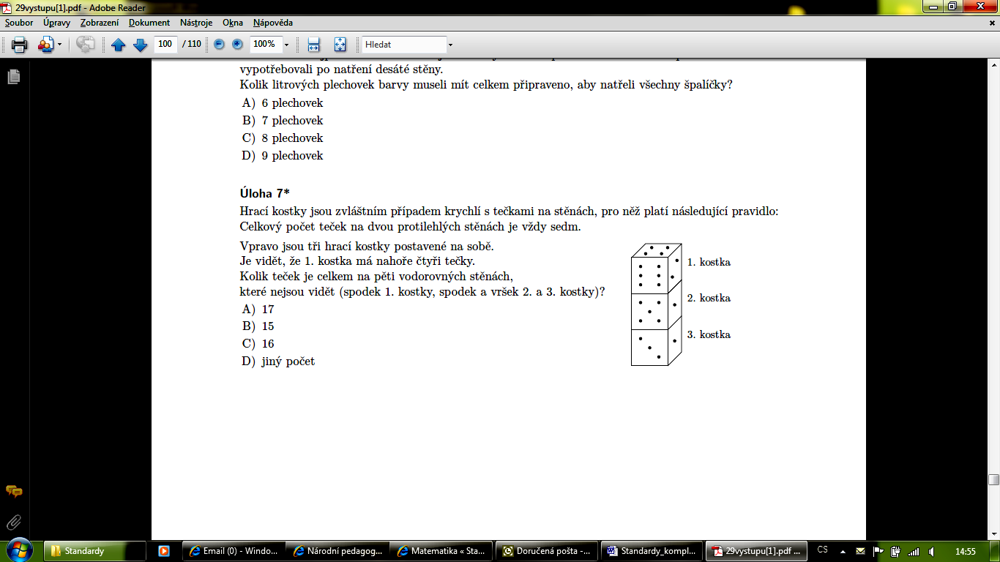 29vystupu[1].pdf - Adobe Reader
Soubor Úpravy Zobrazení Dokument Nástroje Okna Nápověda
100 / 110 100% Hledat
vypotřebovali po natření desáté stěny.
Kolik litrových plechovek barvy museli mít celkem připraveno, aby natřeli všechny špalíčky?
A) 6 plechovek
B) 7 plechovek
C) 8 plechovek
D) 9 plechovek
Úloha 7*
Hrací kostky jsou zvláštním případem krychlí s tečkami na stěnách, pro něž platí následující pravidlo:
Celkový počet teček na dvou protilehlých stěnách je vždy sedm.
Vpravo jsou tři hrací kostky postavené na sobě.
Je vidět, že 1. kostka má nahoře čtyři tečky.
Kolik teček je celkem na pěti vodorovných stěnách,
které nejsou vidět (spodek 1. kostky, spodek a vršek 2. a 3. kostky)?
A) 17
B) 15
C) 16
D) jiný počet
1. kostka
2. kostka
3. kostka
Standardy
Email (0) - Windo...
Národní pedagog...
Matematika « Sta...
Doručená pošta -...
Standardy_kompl...
29vystupu[1].pdf ...
CS
14:55